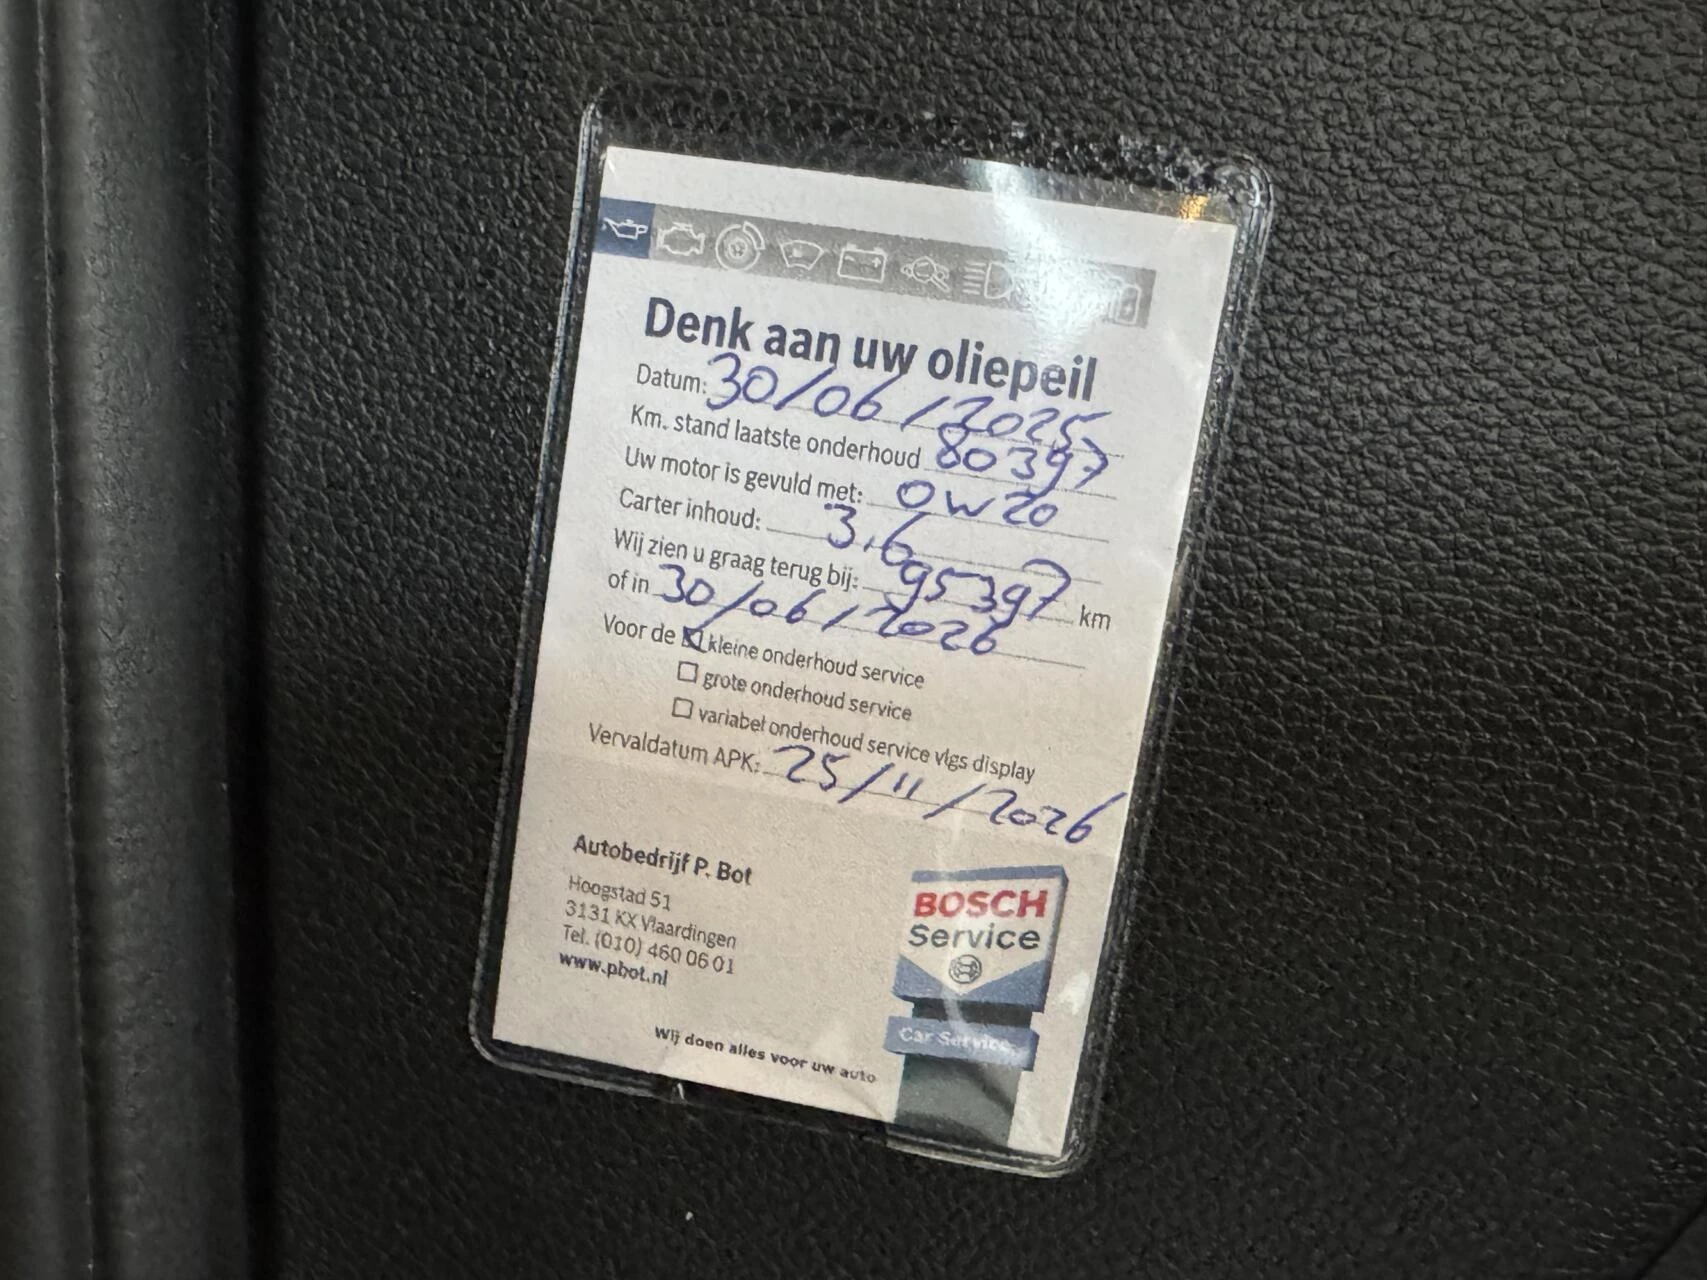 Denk aan uw oliepeil
Datum: 30/06/2025
Km. stand laatste onderhoud 80397
Uw motor is gevuld met: 0W20
Carter inhoud: 3,6
Wij zien u graag terug bij: 95397 km
of in 30/06/2026
Voor de ☒ kleine onderhoud service
☐ grote onderhoud service
☐ variabel onderhoud service vlgs display
Vervaldatum APK: 25/11/2026
Autobedrijf P. Bot
Hoogstad 51
3131 KX Vlaardingen
Tel. (010) 460 06 01
www.pbot.nl
Wij doen alles voor uw auto
BOSCH
Service
Car Service